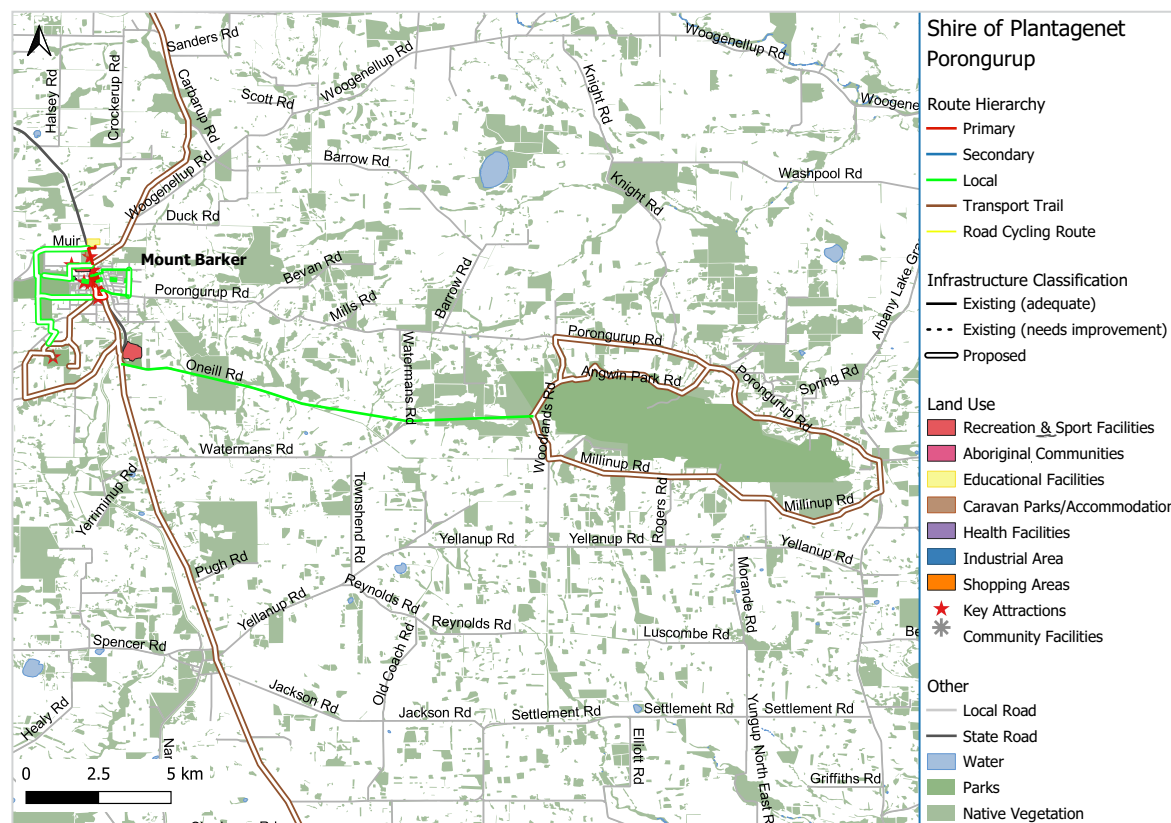 Shire of Plantagenet
Porongurup
Route Hierarchy
Primary
Secondary
Local
Transport Trail
Road Cycling Route
Infrastructure Classification
Existing (adequate)
Existing (needs improvement)
Proposed
Land Use
Recreation & Sport Facilities
Aboriginal Communities
Educational Facilities
Caravan Parks/Accommodation
Health Facilities
Industrial Area
Shopping Areas
Key Attractions
Community Facilities
Other
Local Road
State Road
Water
Parks
Native Vegetation
Sanders Rd
Woogenellup Rd
Woogenellup Rd
Halsey Rd
Crockerup Rd
Carbarup Rd
Scott Rd
Knight Rd
Woogene
Barrow Rd
Washpool Rd
Woogenellup Rd
Knight Rd
Duck Rd
Muir
Mount Barker
Bevan Rd
Albany Lake Gra
Porongurup Rd
Mills Rd
Barrow Rd
Porongurup Rd
Watermans Rd
Oneill Rd
Angwin Park Rd
Porongurup Rd
Spring Rd
Woodlands Rd
Watermans Rd
Millinup Rd
Yerriminup Rd
Townshend Rd
Rogers Rd
Millinup Rd
Yellanup Rd
Yellanup Rd
Yellanup Rd
Pugh Rd
Reynolds Rd
Morande Rd
Yellanup Rd
Reynolds Rd
Luscombe Rd
Be
Spencer Rd
Old Coach Rd
Healy Rd
Jackson Rd
Jackson Rd
Settlement Rd
Settlement Rd
Settlement Rd
Nar
Elliott Rd
Yungup North East R
Griffiths Rd
0 2.5 5 km